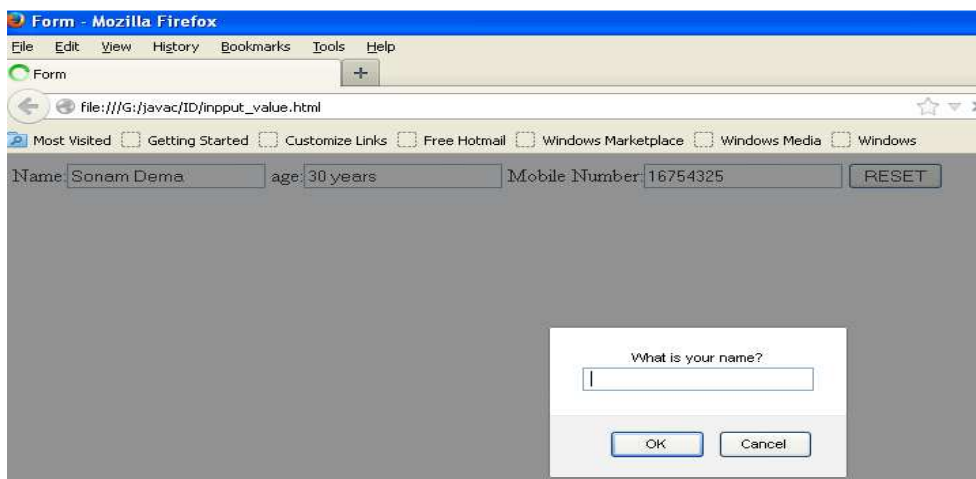 Form - Mozilla Firefox
File Edit View History Bookmarks Tools Help
Form
file:///G:/javac/ID/inpput_value.html
Most Visited Getting Started Customize Links Free Hotmail Windows Marketplace Windows Media Windows
Name: Sonam Dema age: 30 years Mobile Number: 16754325 RESET
What is your name?
OK Cancel